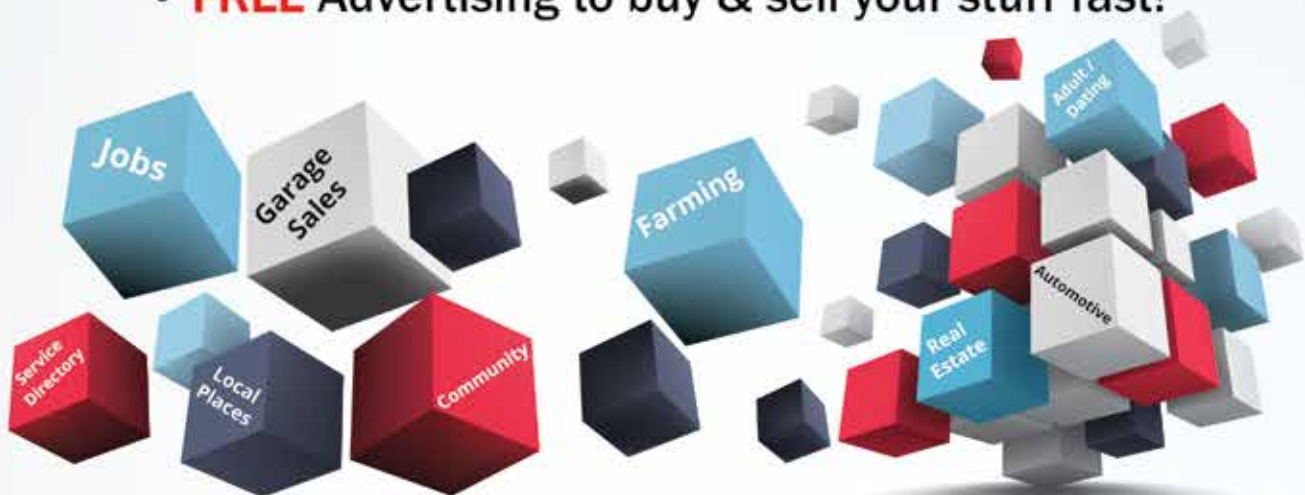 • FREE Advertising to buy & sell your stuff fast!
Jobs
Garage
Sales
Farming
Adult /
Dating
Automotive
Real
Estate
Service
Directory
Local
Places
Community